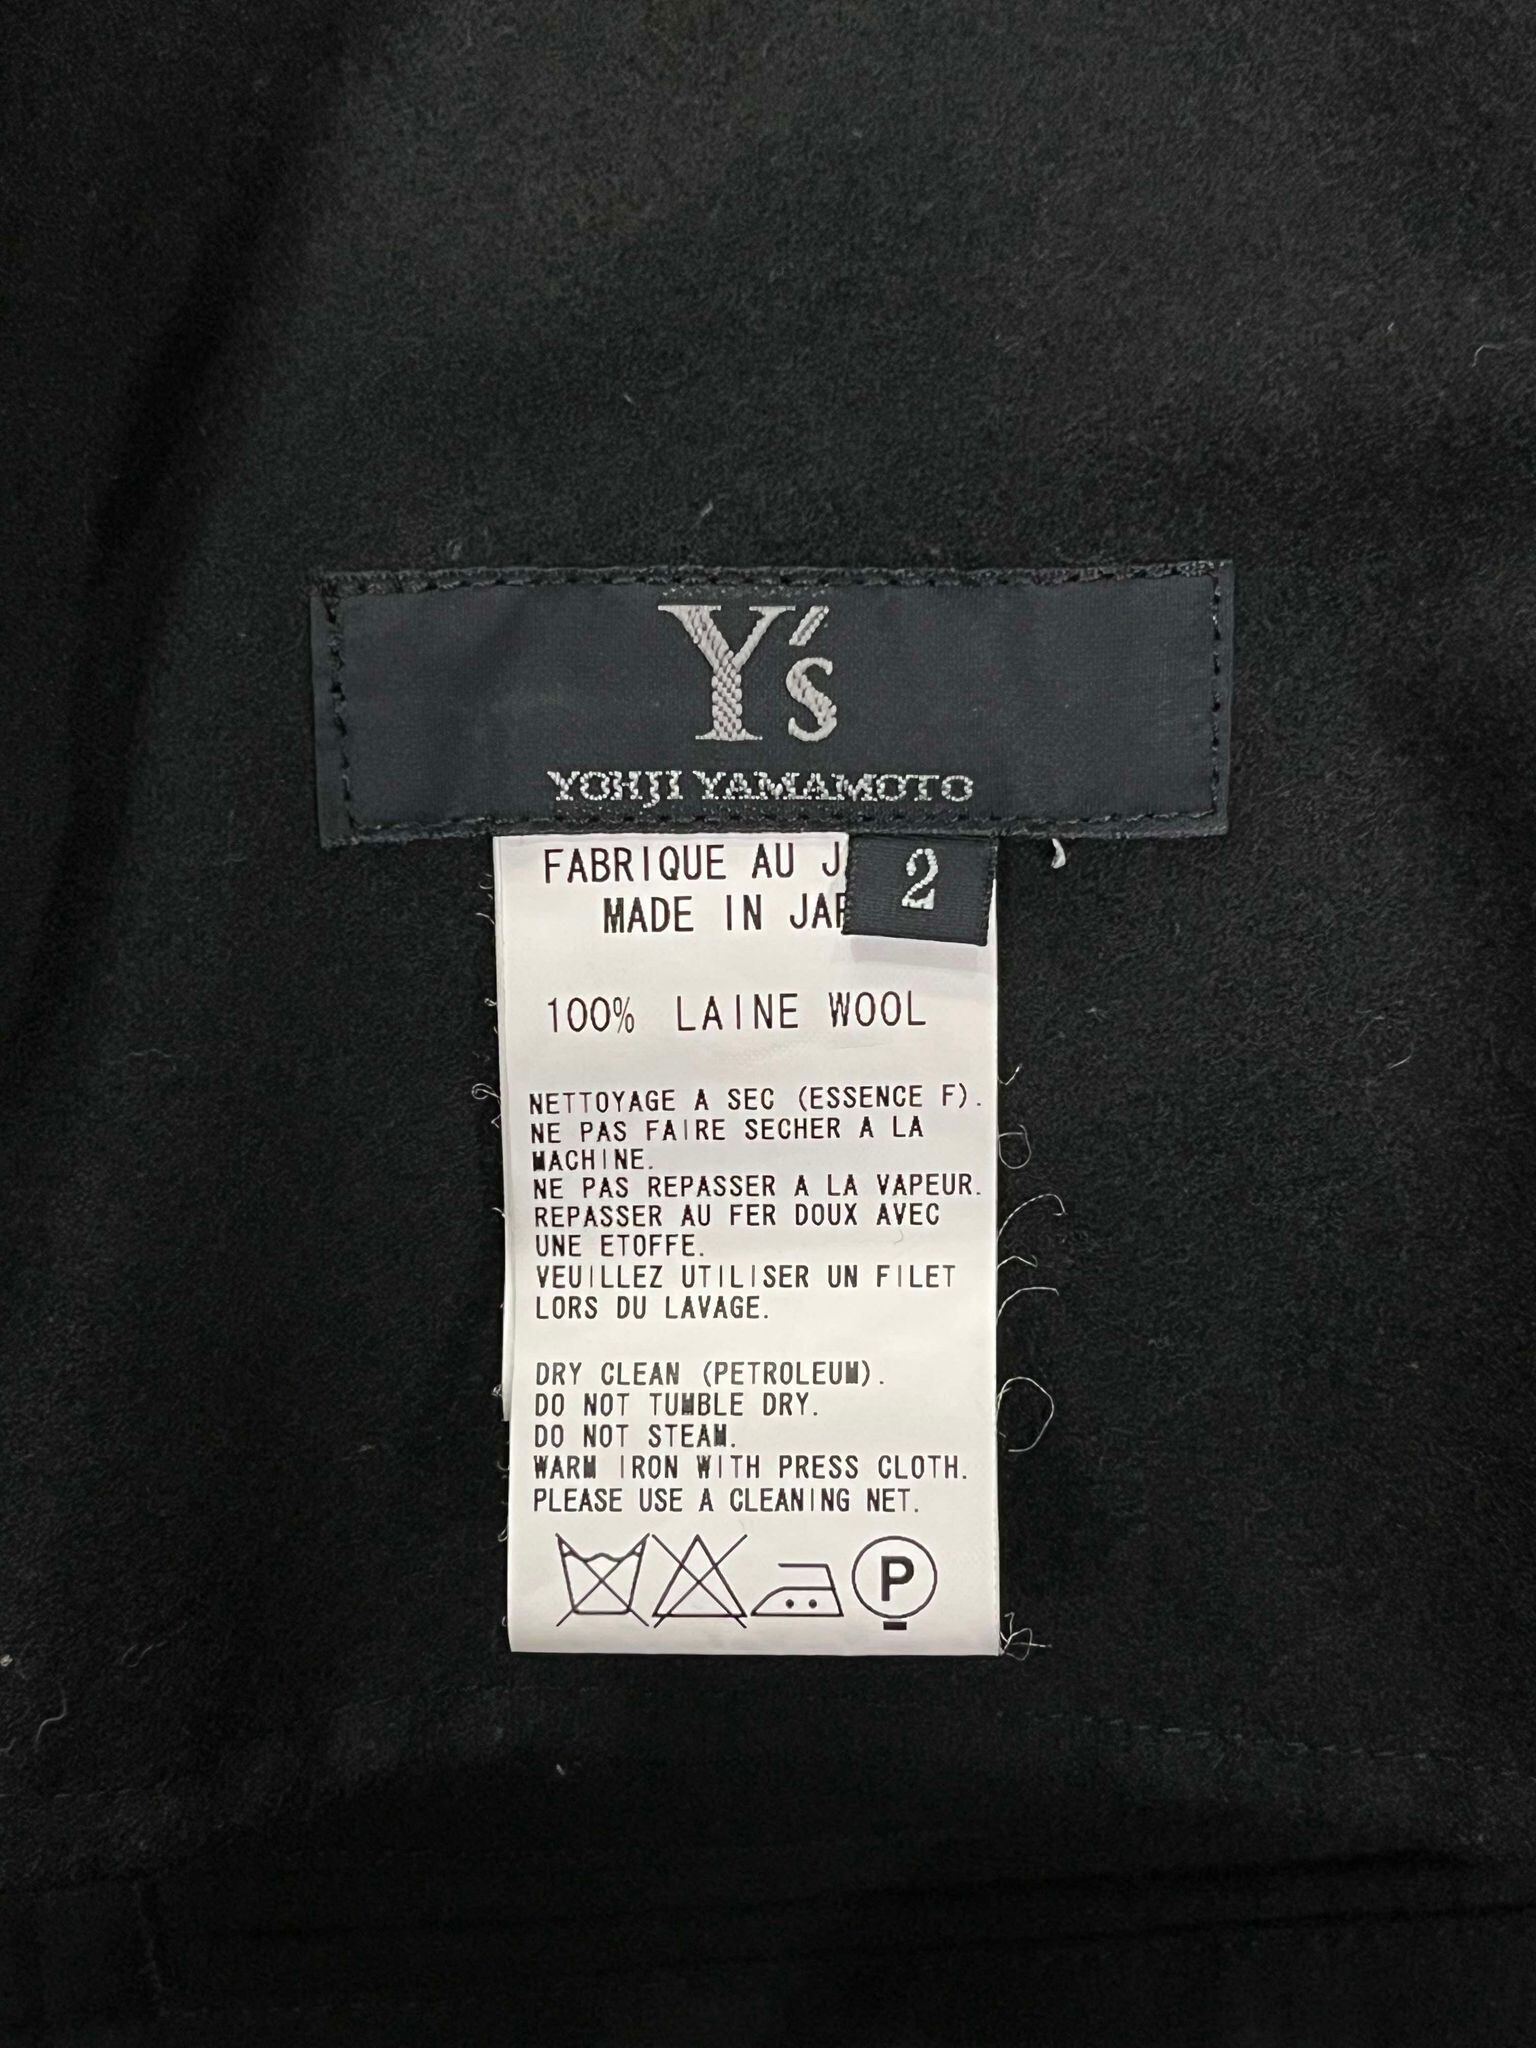 Y's
YOHJI YAMAMOTO
2
FABRIQUE AU
MADE IN
100% LAINE WOOL
NETTOYAGE A SEC (ESSENCE F).
NE PAS FAIRE SECHER A LA
MACHINE.
NE PAS REPASSER A LA VAPEUR.
REPASSER AU FER DOUX AVEC
UNE ETOFFE.
VEUILLEZ UTILISER UN FILET
LORS DU LAVAGE.
DRY CLEAN (PETROLEUM).
DO NOT TUMBLE DRY.
DO NOT STEAM.
WARM IRON WITH PRESS CLOTH.
PLEASE USE A CLEANING NET.
P